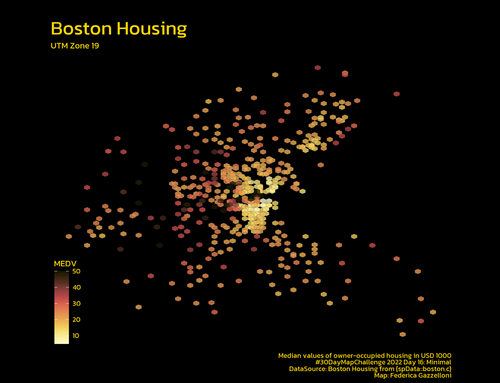 Boston Housing
UTM Zone 19
MEDV
50
40
30
20
10
Median values of owner-occupied housing in USD 1000
#30DayMapChallenge 2022 Day 16: Minimal
DataSource: Boston Housing from {spData::boston.c}
Map: Federica Gazzelloni